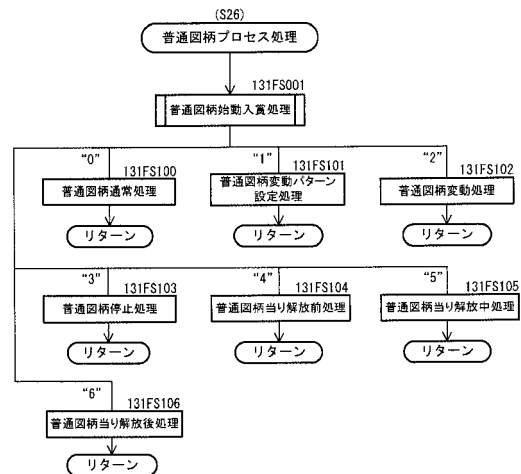 (S26)
普通図柄プロセス処理
131FS001
普通図柄始動入賞処理
“0” “1” “2”
131FS100 131FS101 131FS102
普通図柄通常処理
普通図柄変動パターン
設定処理
普通図柄変動処理
リターン リターン リターン
“3” “4” “5”
131FS103 131FS104 131FS105
普通図柄停止処理 普通図柄当り解放前処理 普通図柄当り解放中処理
リターン リターン リターン
“6”
131FS106
普通図柄当り解放後処理
リターン